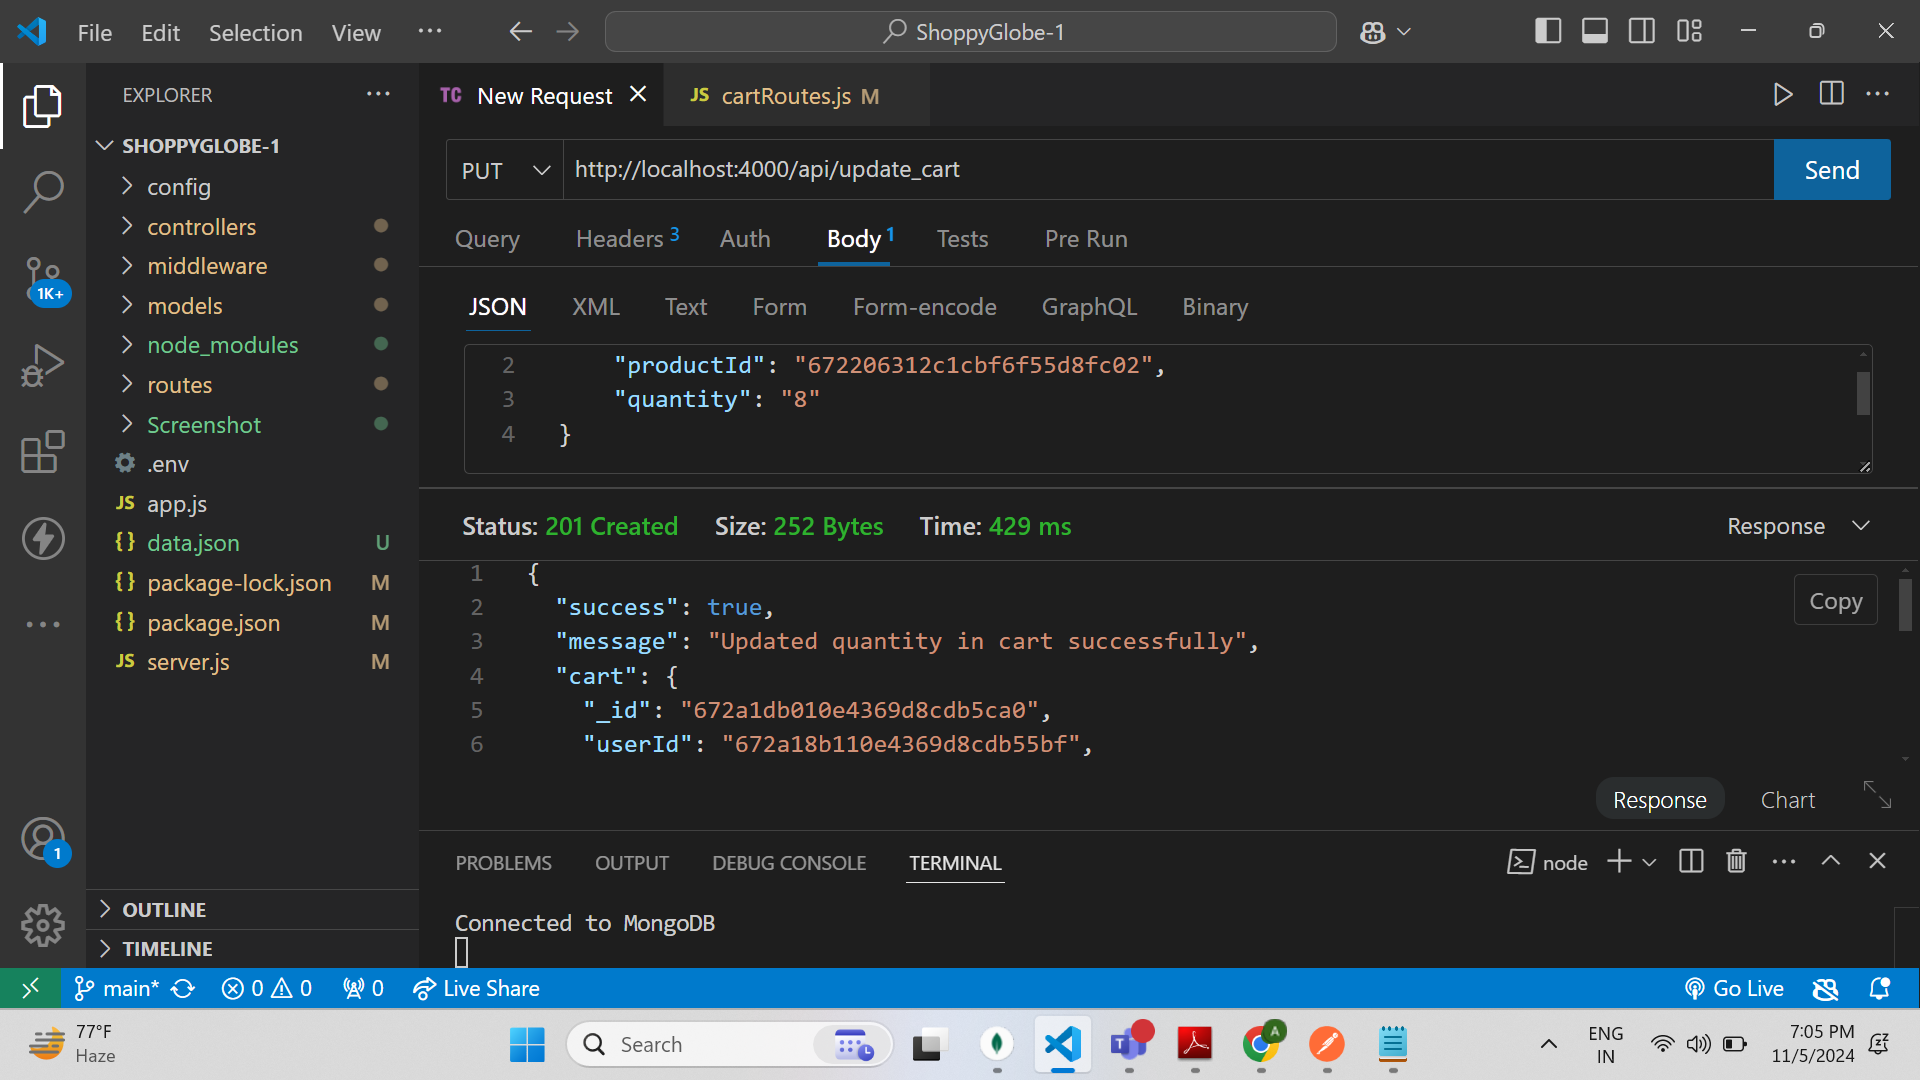 File Edit Selection View ··· ShoppyGlobe-1
EXPLORER ···
TC New Request × JS cartRoutes.js M
SHOPPYGLOBE-1
config
controllers
middleware
models
node_modules
routes
Screenshot
.env
JS app.js
{} data.json U
{} package-lock.json M
{} package.json M
JS server.js M
OUTLINE
TIMELINE
1K+
1
PUT http://localhost:4000/api/update_cart Send
Query Headers 3 Auth Body 1 Tests Pre Run
JSON XML Text Form Form-encode GraphQL Binary
2 "productId": "672206312c1cbf6f55d8fc02",
3 "quantity": "8"
4 }
Status: 201 Created Size: 252 Bytes Time: 429 ms Response
1 {
2 "success": true,
3 "message": "Updated quantity in cart successfully",
4 "cart": {
5 "_id": "672a1db010e4369d8cdb5ca0",
6 "userId": "672a18b110e4369d8cdb55bf",
Copy
Response Chart
PROBLEMS OUTPUT DEBUG CONSOLE TERMINAL node
Connected to MongoDB
main* 0 0 0 Live Share Go Live
77°F
Haze
Search
A
ENG
IN
7:05 PM
11/5/2024